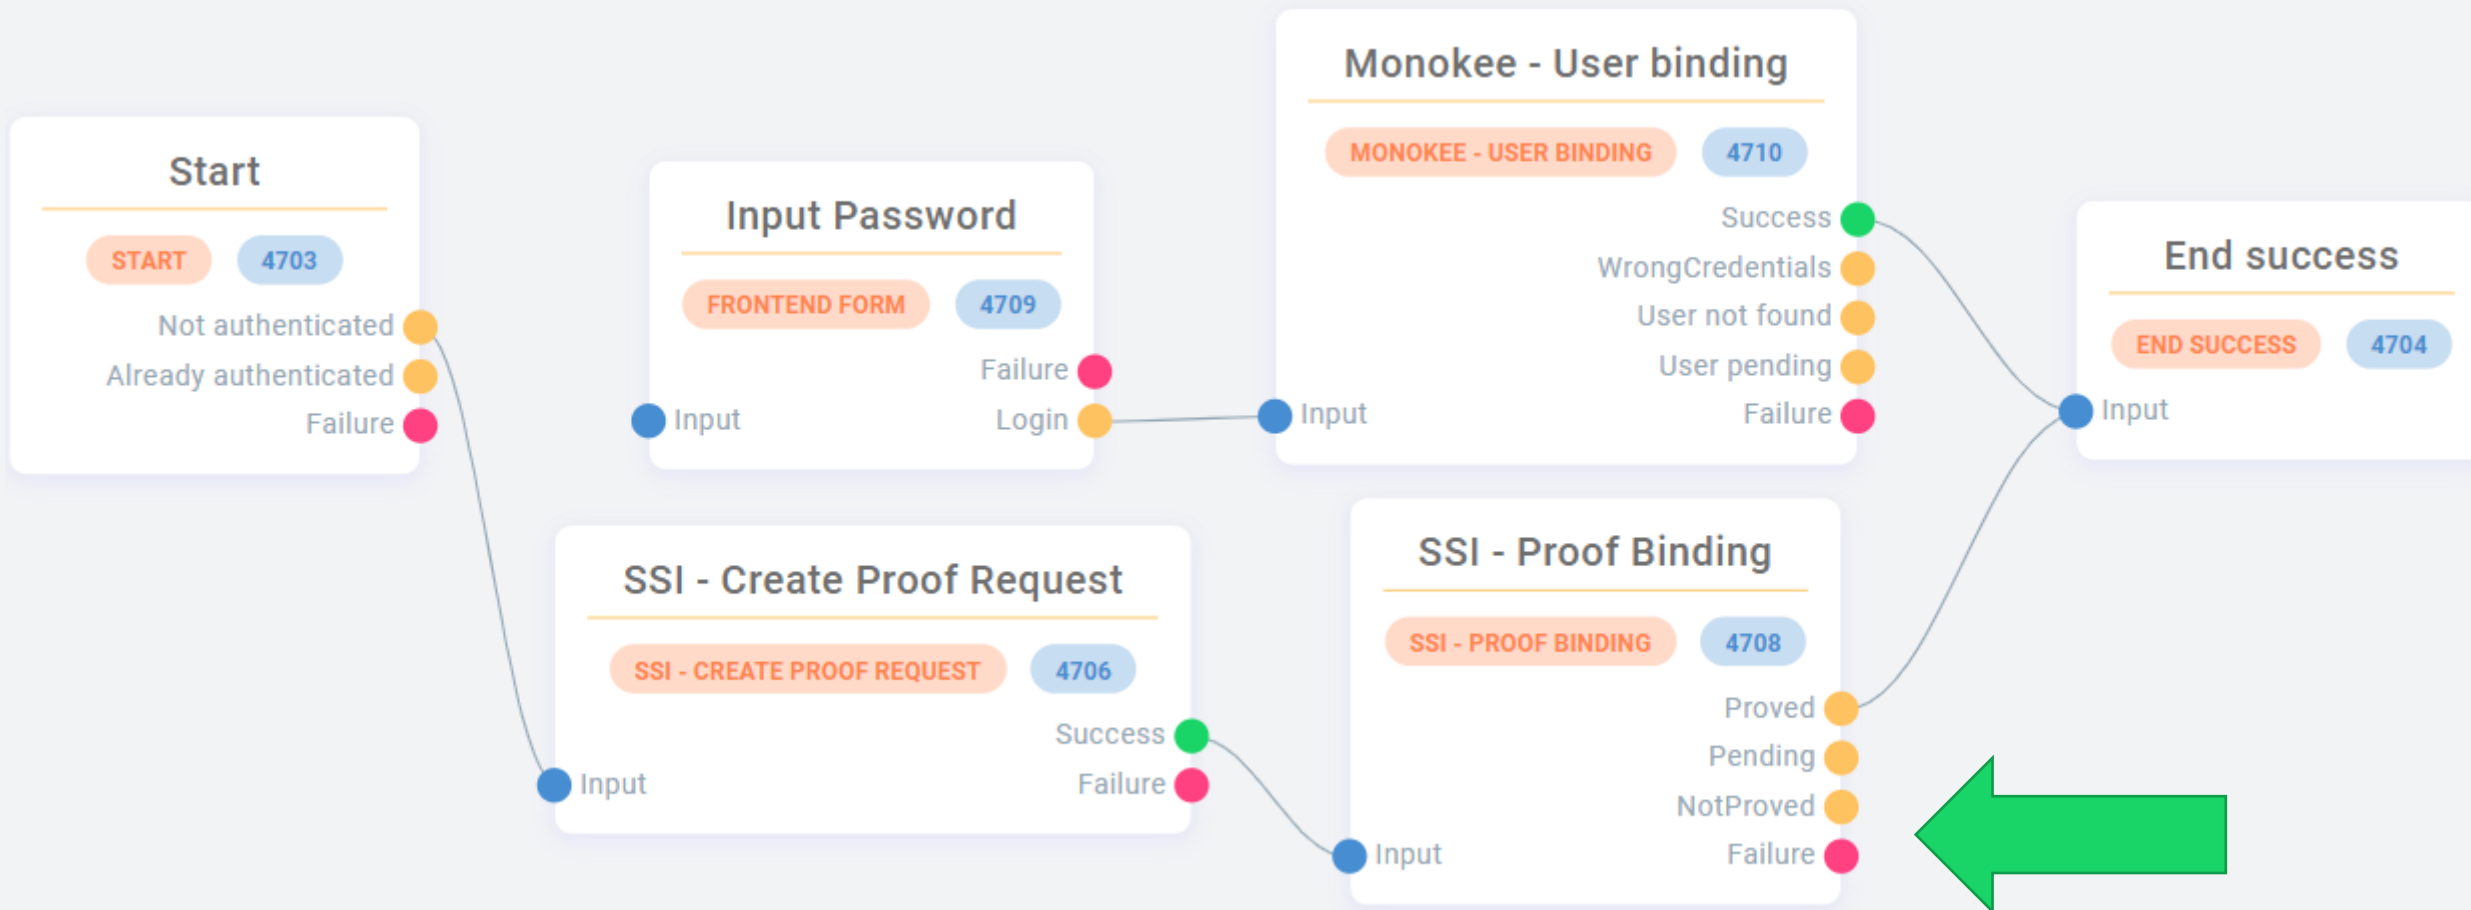 Start
START 4703
Not authenticated
Already authenticated
Failure
Input Password
FRONTEND FORM 4709
Failure
Input Login
Monokee - User binding
MONOKEE - USER BINDING 4710
Success
WrongCredentials
User not found
User pending
Input Failure
End success
END SUCCESS 4704
Input
SSI - Create Proof Request
SSI - CREATE PROOF REQUEST 4706
Success
Input Failure
SSI - Proof Binding
SSI - PROOF BINDING 4708
Proved
Pending
NotProved
Input Failure